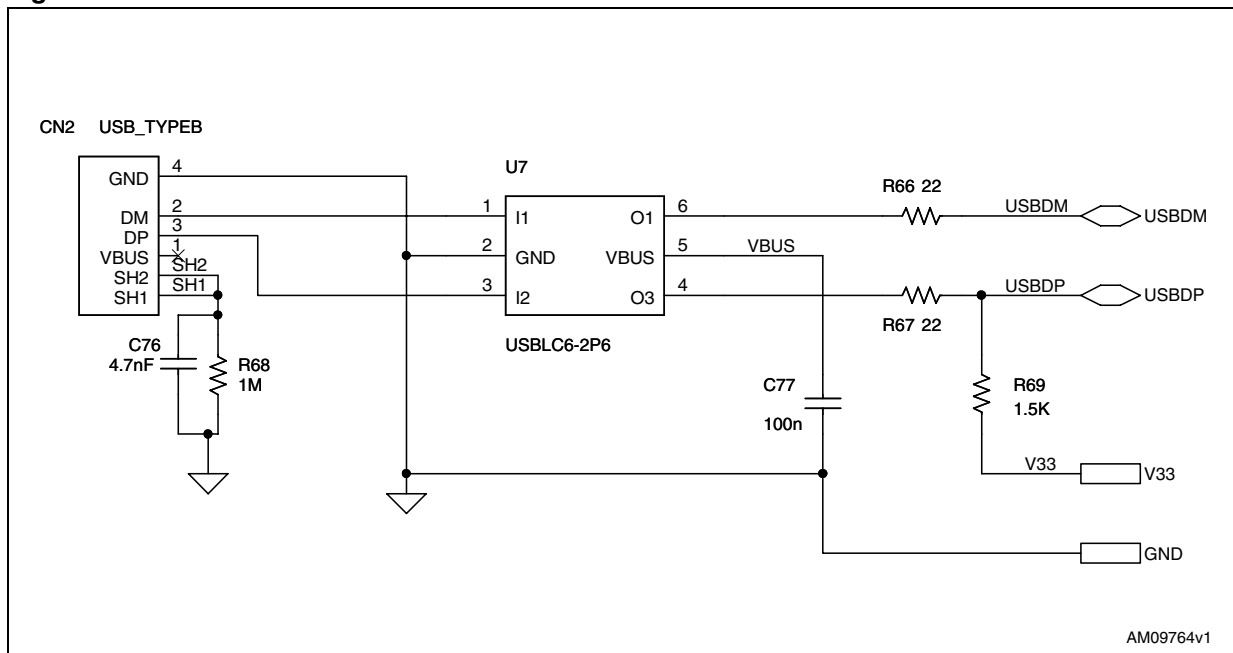 CN2 USB_TYPEB
GND
4
DM
2
DP
3
VBUS
1
SH2
SH2
SH1
SH1
C76
4.7nF
R68
1M
U7
1
I1
O1
6
2
GND
VBUS
5
VBUS
3
I2
O3
4
USBLC6-2P6
R66 22
USBDM
USBDM
R67 22
USBDP
USBDP
C77
100n
R69
1.5K
V33
V33
GND
AM09764v1